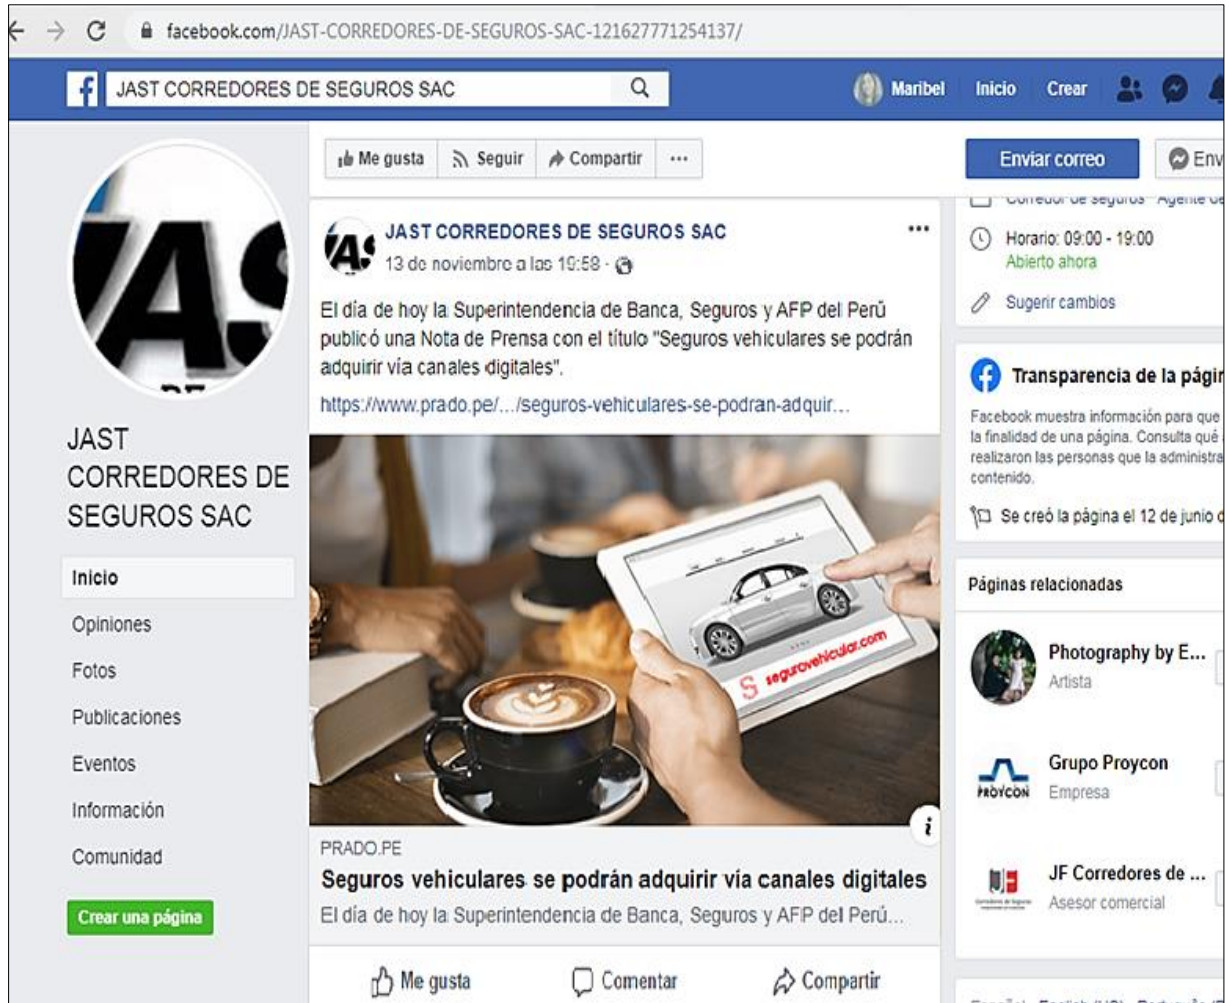 facebook.com/JAST-CORREDORES-DE-SEGUROS-SAC-121627771254137/
JAST CORREDORES DE SEGUROS SAC
Maribel Inicio Crear
Me gusta Seguir Compartir ...
Enviar correo
JAST CORREDORES DE SEGUROS SAC
13 de noviembre a las 19:58 ·
El día de hoy la Superintendencia de Banca, Seguros y AFP del Perú
publicó una Nota de Prensa con el título "Seguros vehiculares se podrán
adquirir vía canales digitales".
https://www.prado.pe/.../seguros-vehiculares-se-podran-adquir...
S segurovehicular.com
PRADO.PE
Seguros vehiculares se podrán adquirir vía canales digitales
El día de hoy la Superintendencia de Banca, Seguros y AFP del Perú...
Me gusta Comentar Compartir
JAST
CORREDORES DE
SEGUROS SAC
Inicio
Opiniones
Fotos
Publicaciones
Eventos
Información
Comunidad
Crear una página
Corredor de seguros · Agente de
Horario: 09:00 - 19:00
Abierto ahora
Sugerir cambios
Transparencia de la págin
Facebook muestra información para que
la finalidad de una página. Consulta qué
realizaron las personas que la administra
contenido.
Se creó la página el 12 de junio d
Páginas relacionadas
Photography by E...
Artista
Grupo Proycon
Empresa
PROYCON
JF Corredores de ...
Asesor comercial